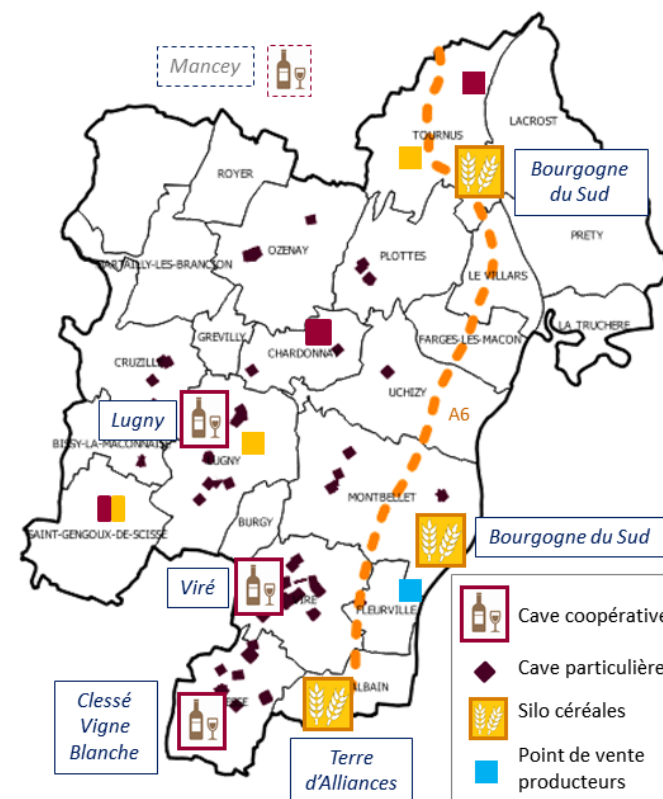 Mancey
TOURNUS
LACROST
Bourgogne
du Sud
ROYER
OZENAY
PLOTTES
PRETY
MARTAILLY-LES-BRANCION
LE VILLARS
LA TRUCHERE
GREVILLY
CHARDONNAY
FARGES-LES-MACON
CRUZILLE
UCHIZY
A6
Lugny
BISSY-LA-MACONNAISE
LUGNY
MONTBELLET
SAINT-GENGOUX-DE-SCISSE
BURGY
Bourgogne du Sud
Viré
VIRE
FLEURVILLE
Clessé
Vigne
Blanche
ALBAIN
Terre
d'Alliances
Cave coopérative
Cave particulière
Silo céréales
Point de vente
producteurs